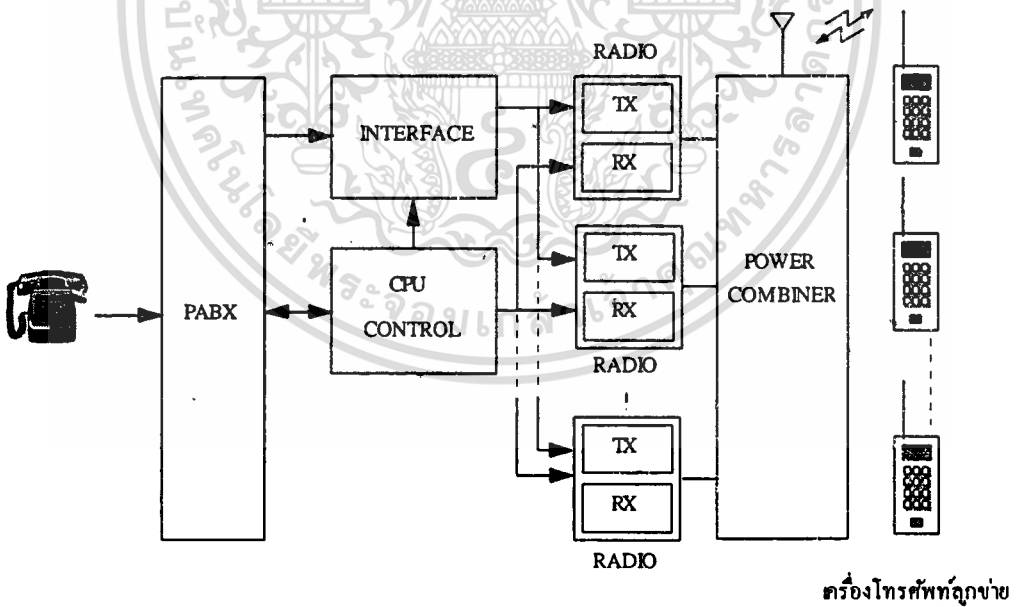 RADIO
TX
RX
INTERFACE
TX
RX
RADIO
PABX
CPU
CONTROL
POWER
COMBINER
TX
RX
RADIO
เครื่องโทรศัพท์ลูกข่าย